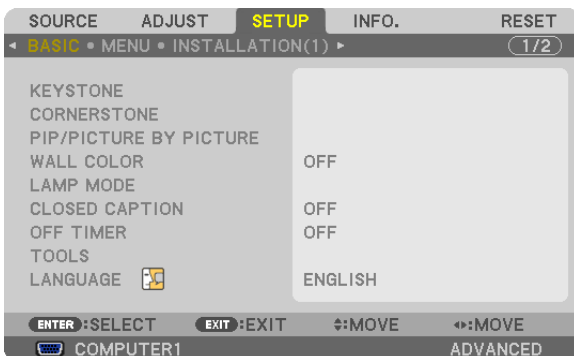 SOURCE ADJUST SETUP INFO. RESET
BASIC • MENU • INSTALLATION(1) 1/2
KEYSTONE
CORNERSTONE
PIP/PICTURE BY PICTURE
WALL COLOR OFF
LAMP MODE
CLOSED CAPTION OFF
OFF TIMER OFF
TOOLS
LANGUAGE ENGLISH
ENTER :SELECT EXIT :EXIT :MOVE :MOVE
COMPUTER1 ADVANCED